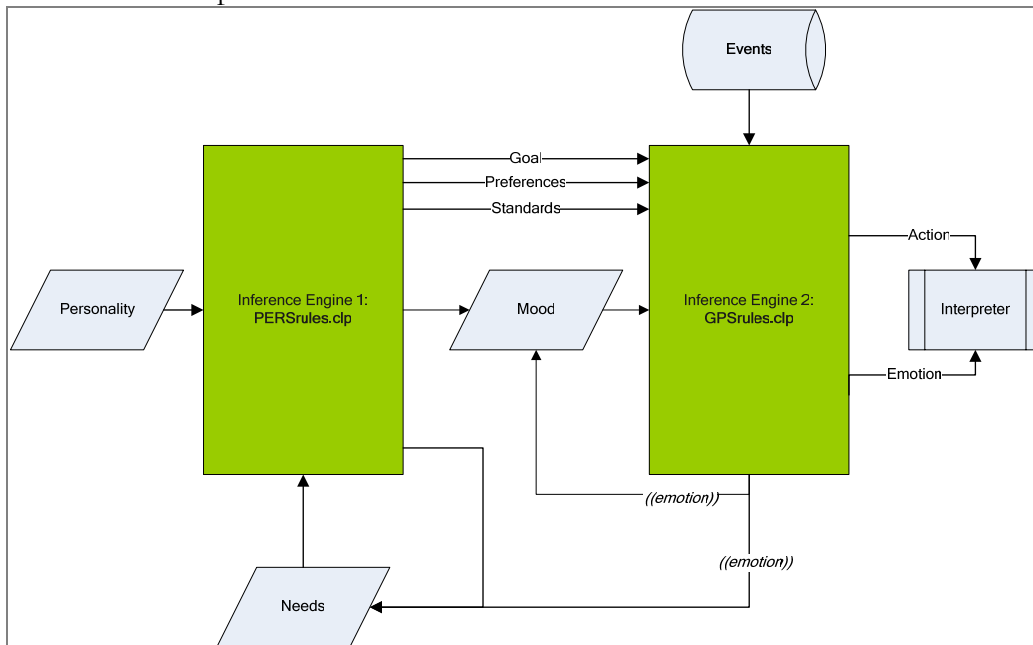 Events
Goal
Preferences
Standards
Action
Personality
Inference Engine 1:
PERSrules.clp
Mood
Inference Engine 2:
GPSrules.clp
Interpreter
Emotion
((emotion))
((emotion))
Needs